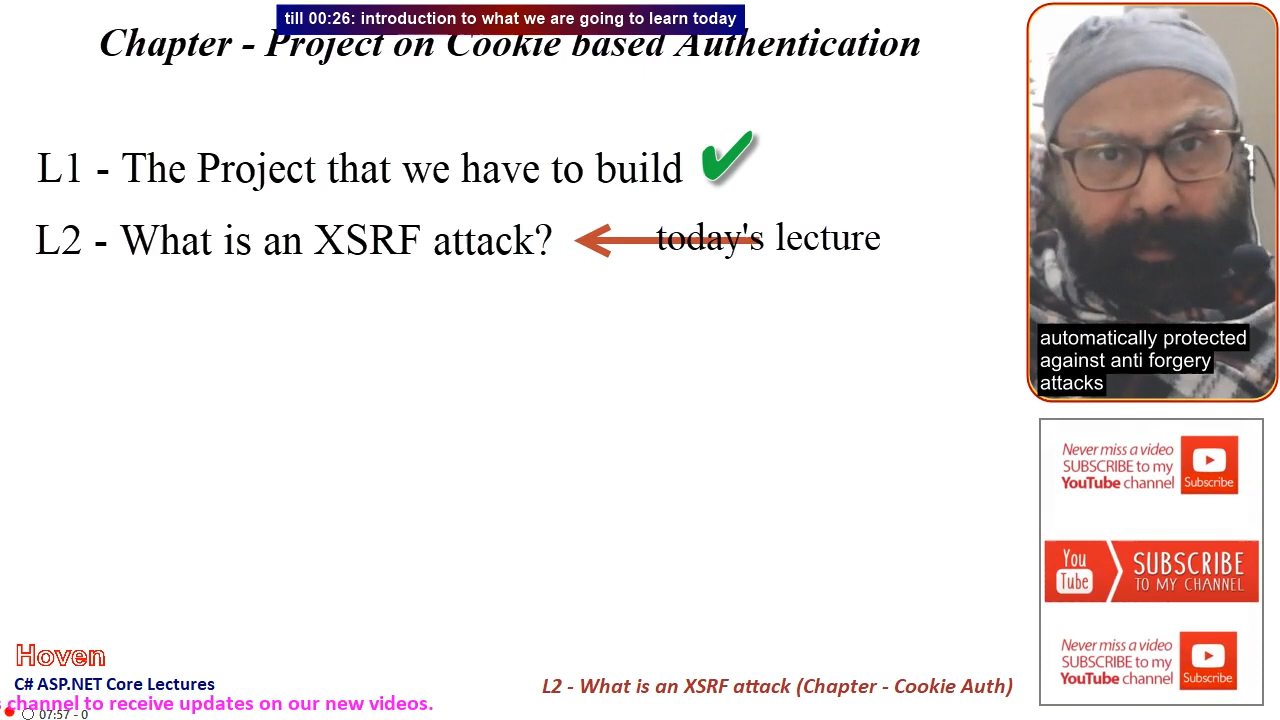 till 00:26: introduction to what we are going to learn today
Chapter - Project on Cookie based Authentication
L1 - The Project that we have to build
L2 - What is an XSRF attack?
today's lecture
automatically protected
against anti forgery
attacks
Never miss a video
SUBSCRIBE to my
YouTube channel
Subscribe
You
Tube
SUBSCRIBE
TO MY CHANNEL
Never miss a video
SUBSCRIBE to my
YouTube channel
Subscribe
Hoven
C# ASP.NET Core Lectures
L2 - What is an XSRF attack (Chapter - Cookie Auth)
channel to receive updates on our new videos.
07:57 - 0